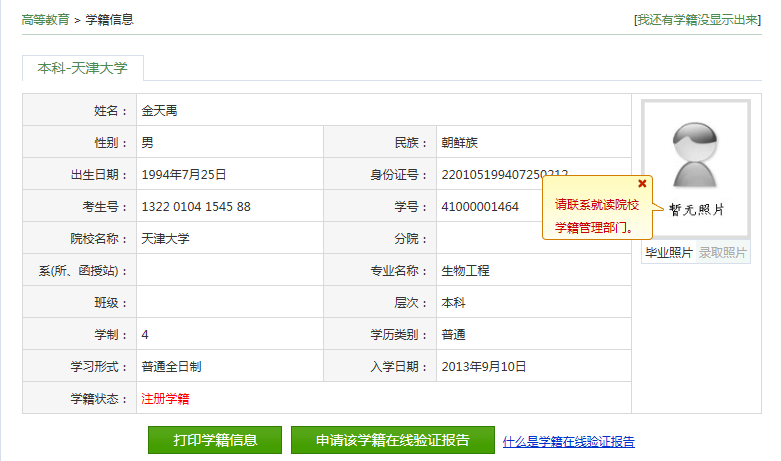 高等教育 > 学籍信息 [我还有学籍没显示出来]
本科-天津大学
姓名： 金天禹
性别： 男 民族： 朝鲜族
出生日期： 1994年7月25日 身份证号： 220105199407250212
考生号： 1322 0104 1545 88 学号： 41000001464
院校名称： 天津大学 分院：
系(所、函授站)： 专业名称： 生物工程
班级： 层次： 本科
学制： 4 学历类别： 普通
学习形式： 普通全日制 入学日期： 2013年9月10日
学籍状态： 注册学籍
请联系就读院校
学籍管理部门。
暂无照片
毕业照片 录取照片
打印学籍信息 申请该学籍在线验证报告 什么是学籍在线验证报告